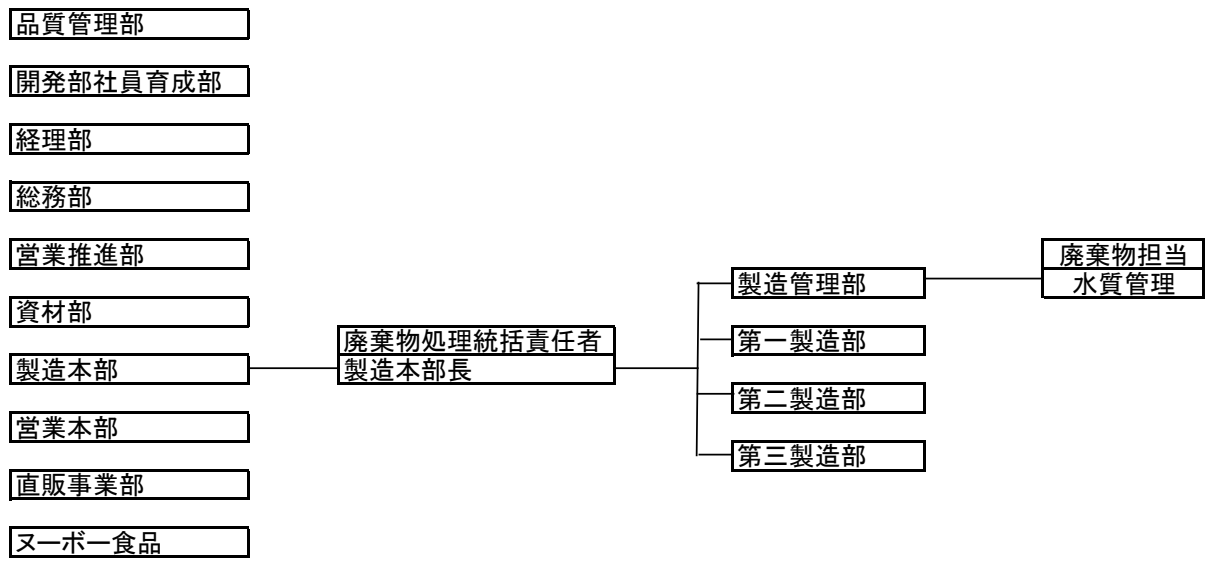 品質管理部
開発部社員育成部
経理部
総務部
営業推進部
資材部
製造本部
営業本部
直販事業部
ヌーボー食品
廃棄物処理統括責任者
製造本部長
製造管理部
第一製造部
第二製造部
第三製造部
廃棄物担当
水質管理